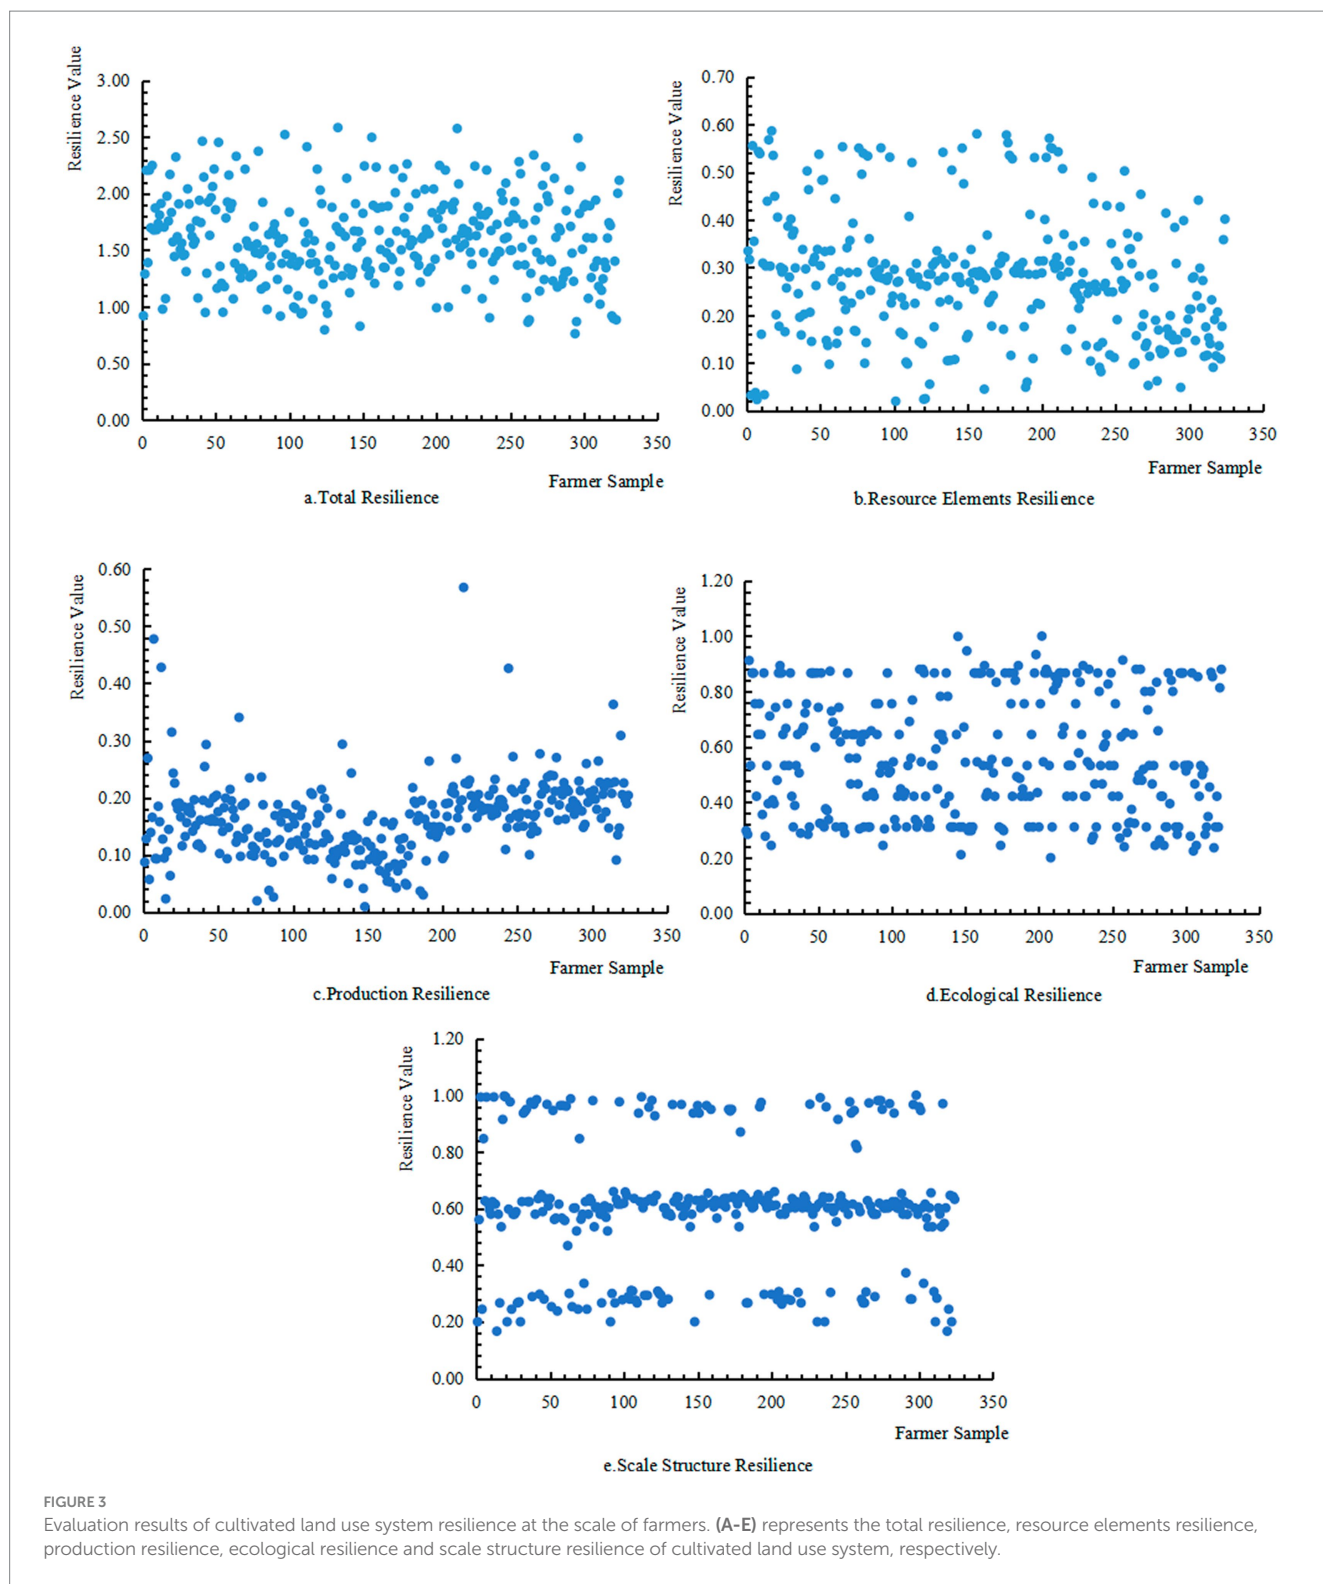 Resilience Value
3.00
2.50
2.00
1.50
1.00
0.50
0.00
0 50 100 150 200 250 300 350
Farmer Sample
a.Total Resilience
Resilience Value
0.70
0.60
0.50
0.40
0.30
0.20
0.10
0.00
0 50 100 150 200 250 300 350
Farmer Sample
b.Resource Elements Resilience
Resilience Value
0.60
0.50
0.40
0.30
0.20
0.10
0.00
0 50 100 150 200 250 300 350
Farmer Sample
c.Production Resilience
Resilience Value
1.20
1.00
0.80
0.60
0.40
0.20
0.00
0 50 100 150 200 250 300 350
Farmer Sample
d.Ecological Resilience
Resilience Value
1.20
1.00
0.80
0.60
0.40
0.20
0.00
0 50 100 150 200 250 300 350
Farmer Sample
e.Scale Structure Resilience
FIGURE 3
Evaluation results of cultivated land use system resilience at the scale of farmers. (A-E) represents the total resilience, resource elements resilience,
production resilience, ecological resilience and scale structure resilience of cultivated land use system, respectively.